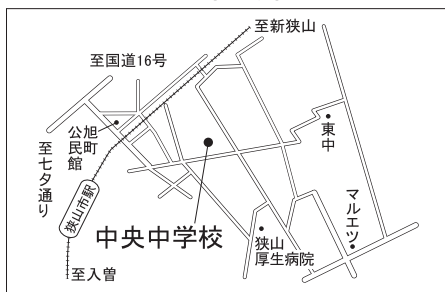 至新狭山
至国道16号
旭町
公民館
至七夕通り
東中
狭山市駅
中央中学校
マルエツ
狭山
厚生病院
至入曽